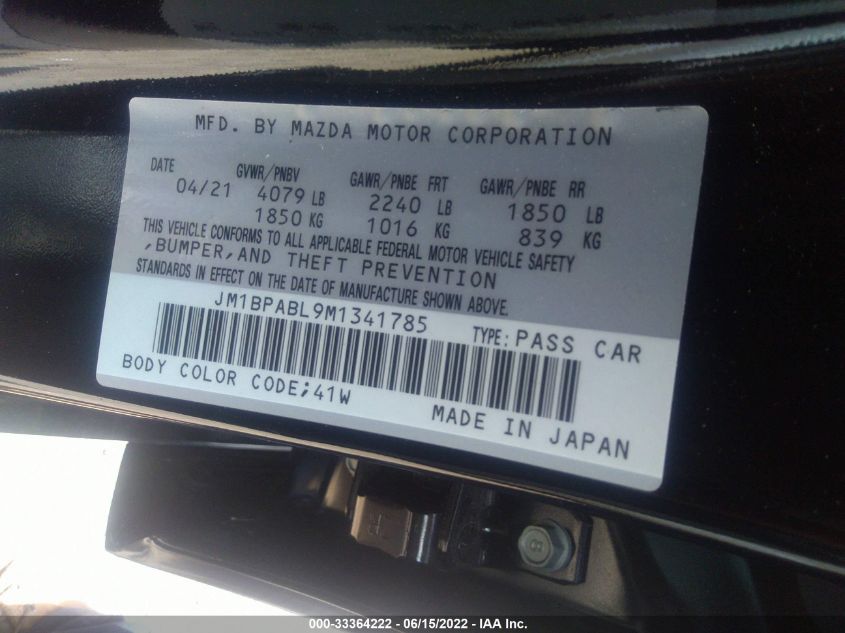 MFD. BY MAZDA MOTOR CORPORATION
DATE GVWR/PNBV GAWR/PNBE FRT GAWR/PNBE RR
04/21 4079 LB 2240 LB 1850 LB
1850 KG 1016 KG 839 KG
THIS VEHICLE CONFORMS TO ALL APPLICABLE FEDERAL MOTOR VEHICLE SAFETY
,BUMPER,AND THEFT PREVENTION
STANDARDS IN EFFECT ON THE DATE OF MANUFACTURE SHOWN ABOVE.
JM1BPABL9M1341785 TYPE: PASS CAR
BODY COLOR CODE;41W
MADE IN JAPAN
000-33364222 - 06/15/2022 - IAA Inc.